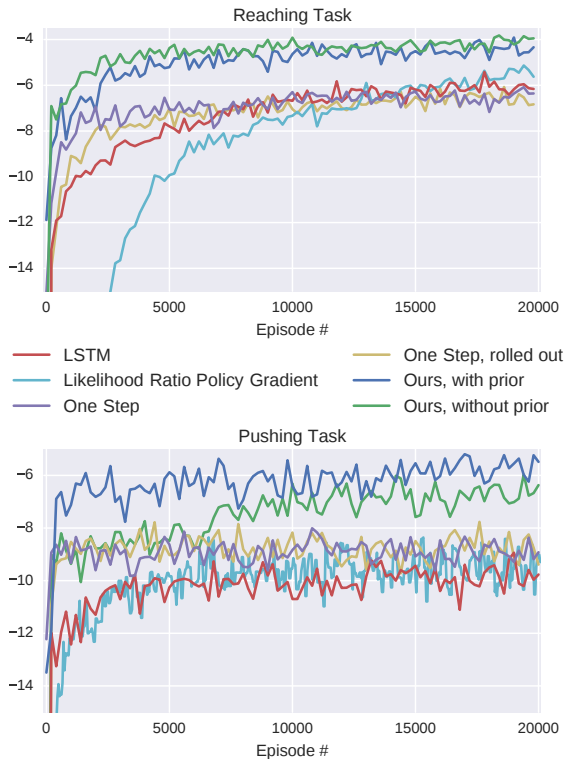 Reaching Task
−4
−6
−8
−10
−12
−14
0 5000 10000 15000 20000
Episode #
LSTM One Step, rolled out
Likelihood Ratio Policy Gradient Ours, with prior
One Step Ours, without prior
Pushing Task
−6
−8
−10
−12
−14
0 5000 10000 15000 20000
Episode #